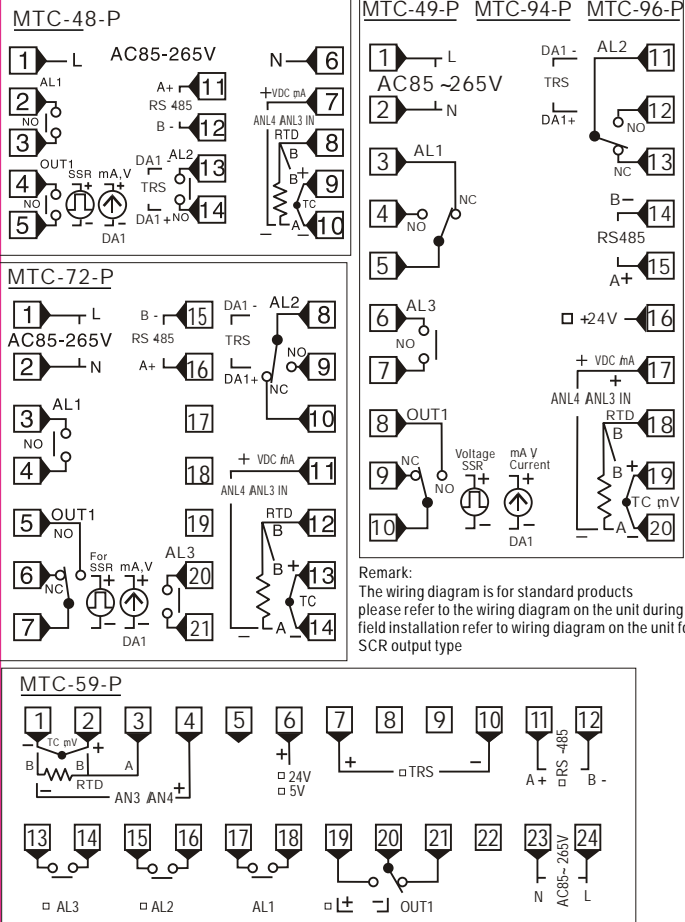 MTC-48-P
1 L AC85-265V N 6
2 AL1 A+ 11 +VDC mA 7
NO RS 485 ANL4 ANL3 IN
3 B - 12 RTD 8
OUT1 DA1 - AL2 13 B
4 SSR mA,V TRS B+ 9
NO + + TC
5 - - DA1 + NO 14 - A - 10
DA1
MTC-72-P
1 L B - 15 DA1 - AL2 8
AC85-265V RS 485 TRS
2 N A+ 16 DA1+ NO 9
NC
3 AL1 17 10
NO
4 18 + VDC mA 11
ANL4 ANL3 IN
5 OUT1 19 RTD 12
NO B
6 For SSR mA,V AL3 20 B + 13
NC + + TC
7 - - 21 - A - 14
DA1
MTC-49-P MTC-94-P MTC-96-P
1 L DA1 - AL2 11
AC85 ~265V TRS
2 N DA1+ NO 12
3 AL1 NC 13
4 NO NC B- 14
RS485
5 A+ 15
6 AL3 □ +24V 16
NO
7 + VDC mA 17
+
ANL4 ANL3 IN
8 OUT1 RTD 18
B
9 NC NO Voltage SSR mA V Current B + 19
+ + TC mV
10 - - - A - 20
DA1
Remark:
The wiring diagram is for standard products
please refer to the wiring diagram on the unit during
field installation refer to wiring diagram on the unit fo
SCR output type
MTC-59-P
1 2 3 4 5 6 7 8 9 10 11 12
- TC mV + + + - RS -485
B B A □ 24V □ TRS A + □ B -
RTD □ 5V
- AN3 AN4 +
13 14 15 16 17 18 19 20 21 22 23 24
□ AL3 □ AL2 AL1 □ + - OUT1 N AC85~ 265V L